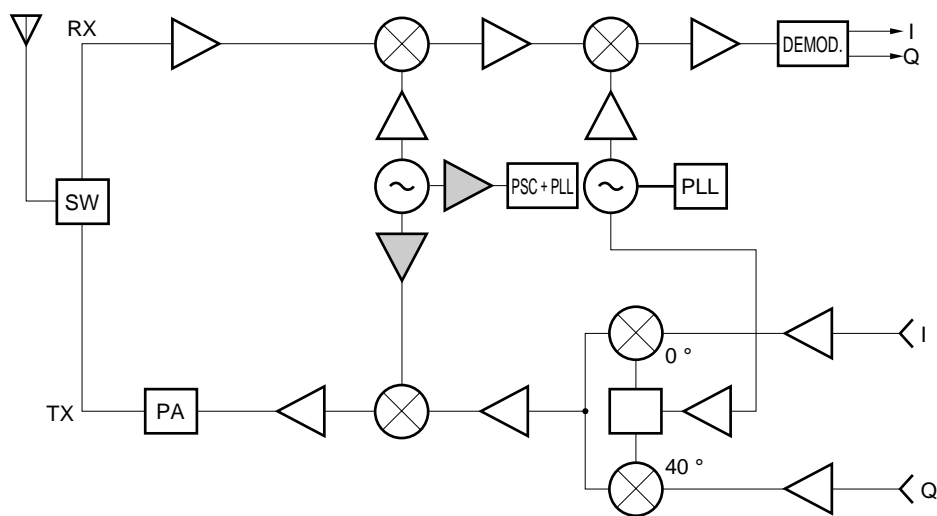 RX
I
DEMOD.
Q
SW
PSC + PLL
PLL
I
0 °
TX
PA
40 °
Q